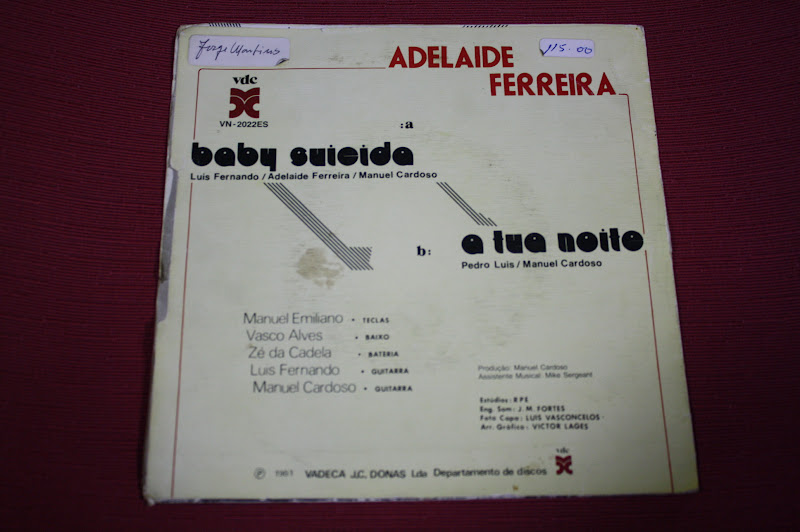 Jorge Martins
115.00
ADELAIDE
FERREIRA
vdc
VN-2022ES
:a
baby suicida
Luis Fernando / Adelaide Ferreira / Manuel Cardoso
b:
a tua noite
Pedro Luis / Manuel Cardoso
Manuel Emiliano • TECLAS
Vasco Alves • BAIXO
Zé da Cadela • BATERIA
Luis Fernando • GUITARRA
Manuel Cardoso • GUITARRA
Produção: Manuel Cardoso
Assistente Musical: Mike Sergeant
Estúdios: RPE
Eng. Som: J. M. FORTES
Foto Capa: LUIS VASCONCELOS
Arr. Gráfico: VICTOR LAGES
℗ 1981 VADECA J.C. DONAS Lda Departamento de discos
vdc